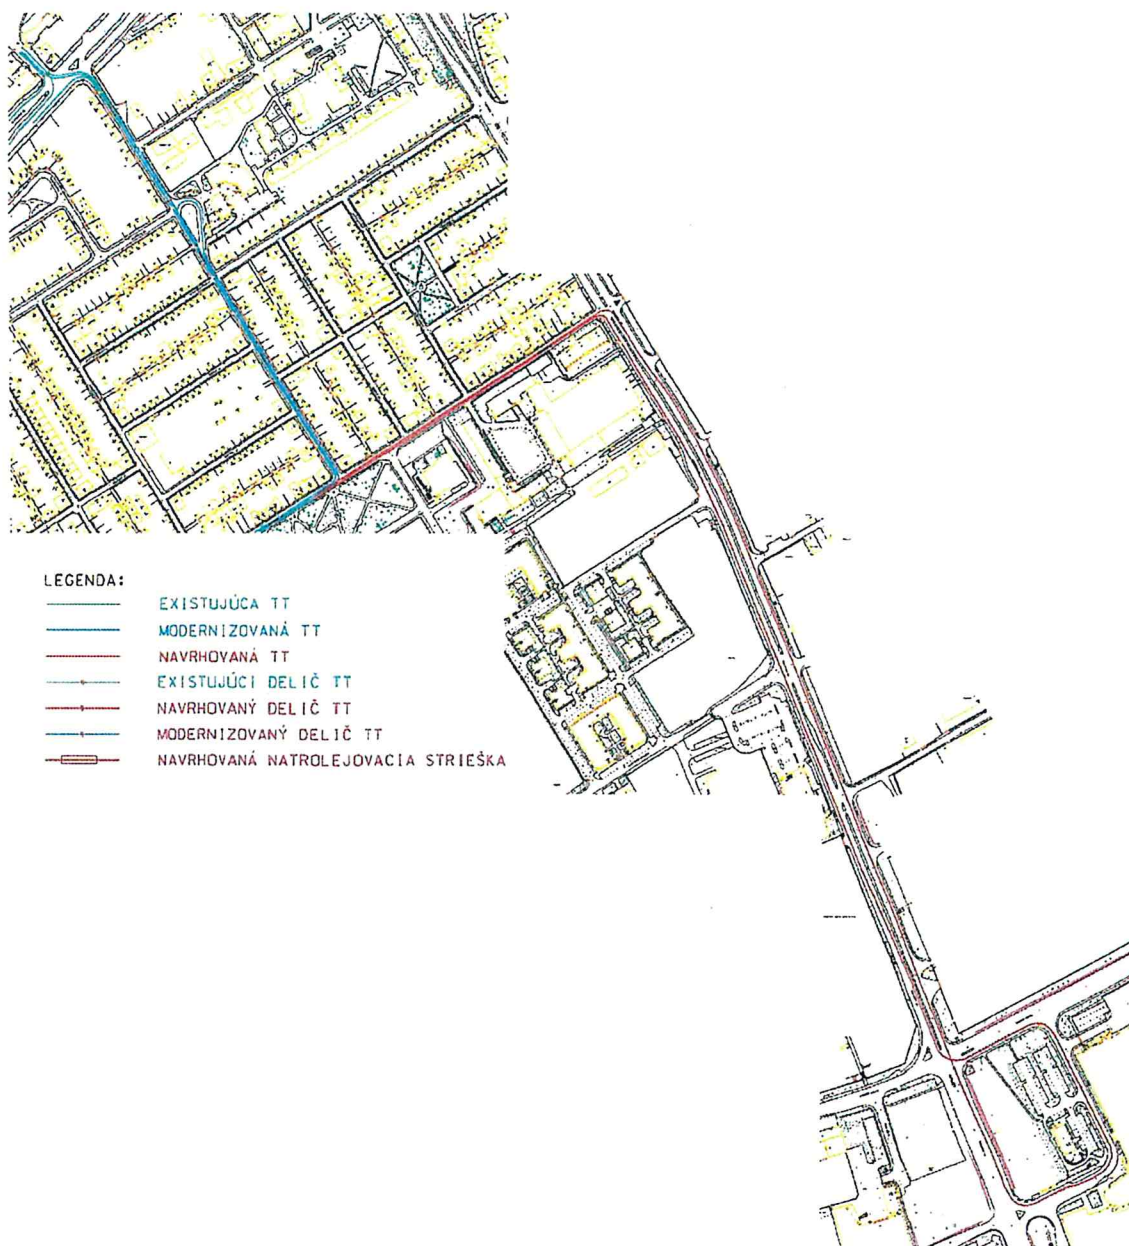 LEGENDA:
EXISTUJÚCA TT
MODERNIZOVANÁ TT
NAVRHOVANÁ TT
EXISTUJÚCI DELIČ TT
NAVRHOVANÝ DELIČ TT
MODERNIZOVANÝ DELIČ TT
NAVRHOVANÁ NATROLEJOVACIA STRIEŠKA